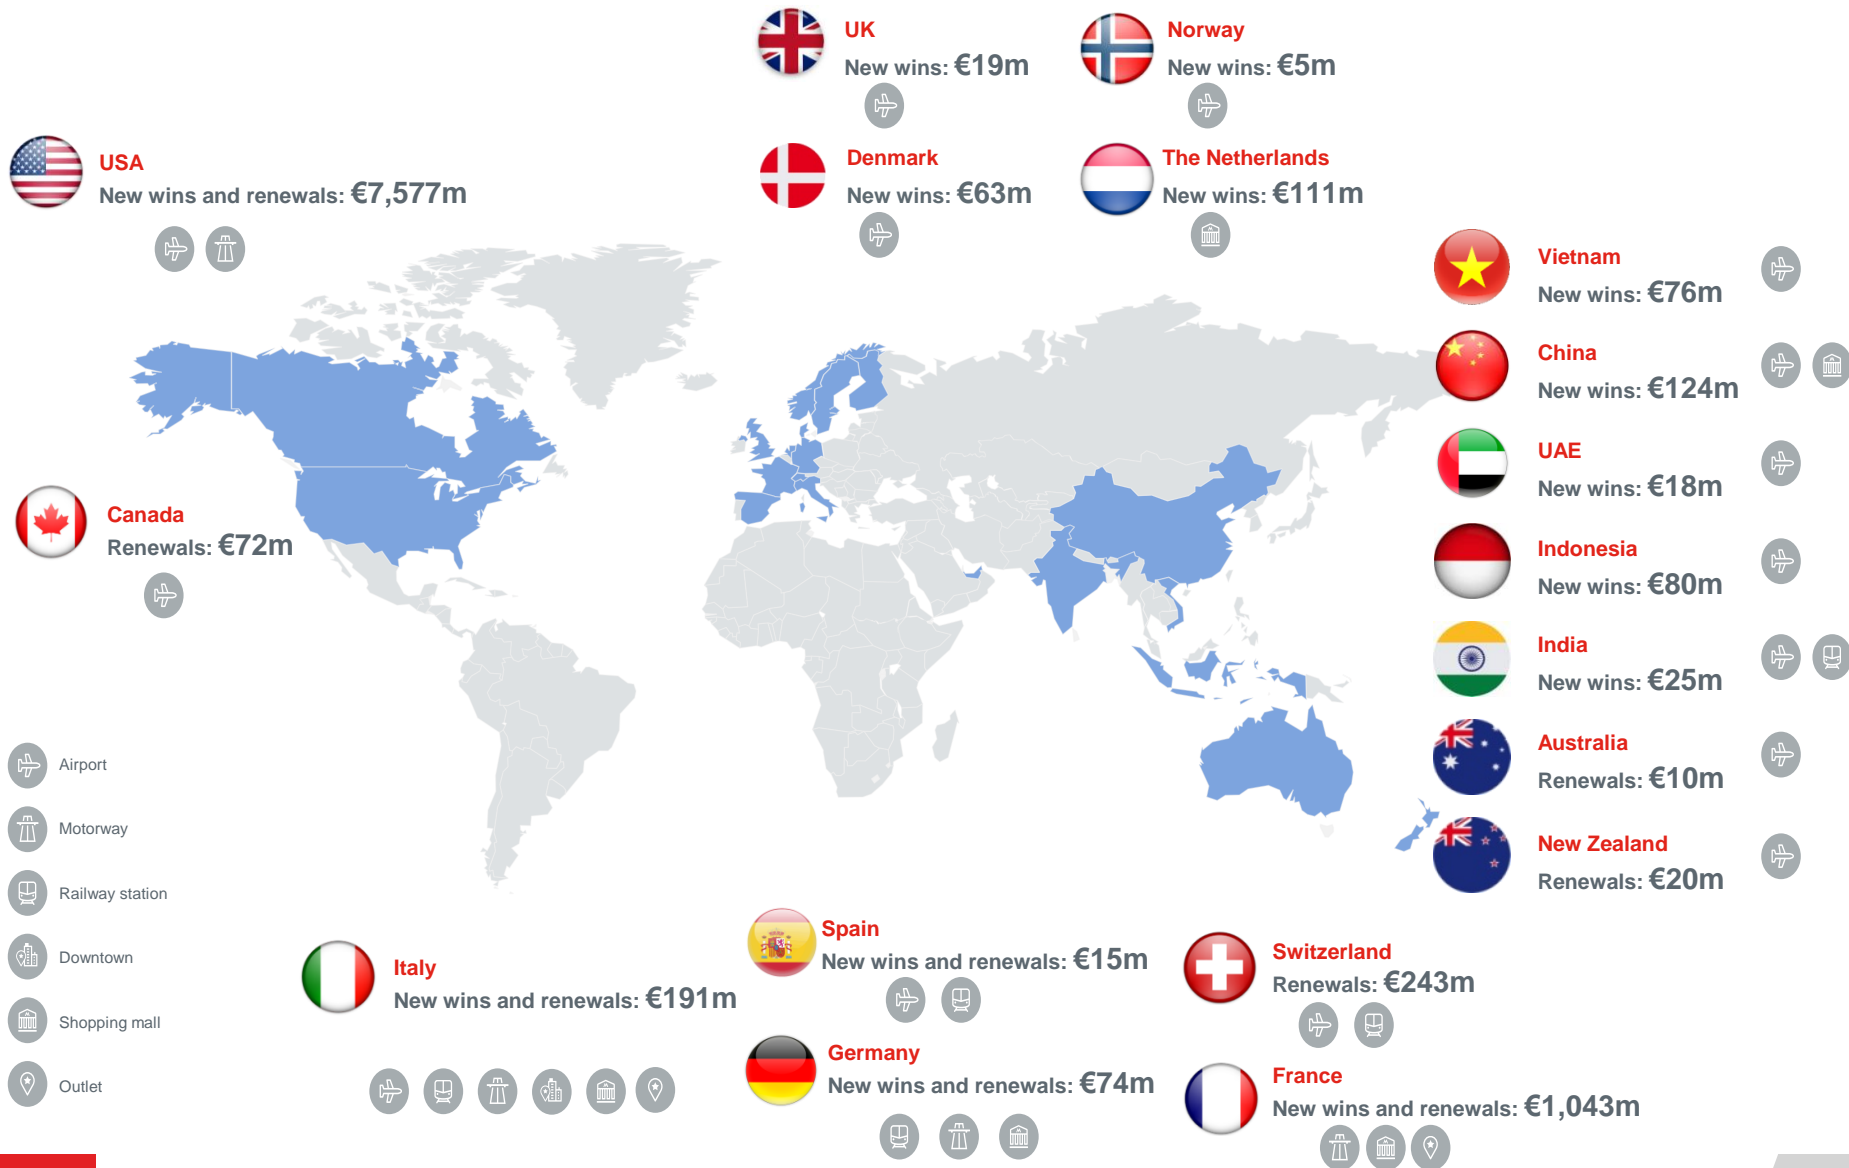 UK
New wins: €19m
Norway
New wins: €5m
USA
New wins and renewals: €7,577m
Denmark
New wins: €63m
The Netherlands
New wins: €111m
Vietnam
New wins: €76m
China
New wins: €124m
UAE
New wins: €18m
Canada
Renewals: €72m
Indonesia
New wins: €80m
India
New wins: €25m
Australia
Renewals: €10m
New Zealand
Renewals: €20m
Airport
Motorway
Railway station
Downtown
Shopping mall
Outlet
Italy
New wins and renewals: €191m
Spain
New wins and renewals: €15m
Switzerland
Renewals: €243m
Germany
New wins and renewals: €74m
France
New wins and renewals: €1,043m